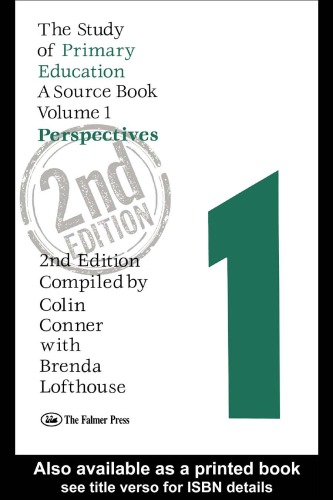 The Study
of Primary
Education
A Source Book
Volume 1
Perspectives
2nd
EDITION
2nd Edition
Compiled by
Colin
Conner
with
Brenda
Lofthouse
1
The Falmer Press
Also available as a printed book
see title verso for ISBN details